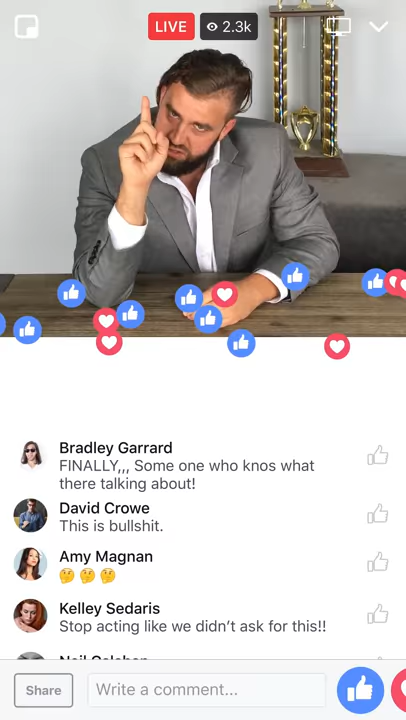 LIVE 2.3k
Bradley Garrard
FINALLY,,, Some one who knos what
there talking about!
David Crowe
This is bullshit.
Amy Magnan
🤔 🤔 🤔
Kelley Sedaris
Stop acting like we didn’t ask for this!!
Share Write a comment...